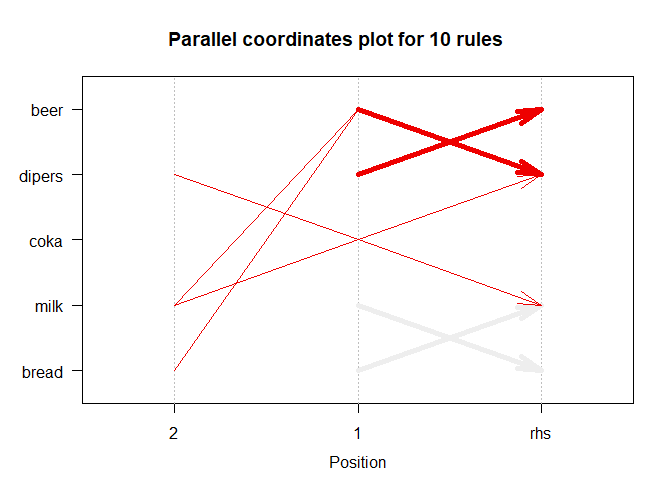 Parallel coordinates plot for 10 rules
beer
dipers
coka
milk
bread
2 1 rhs
Position